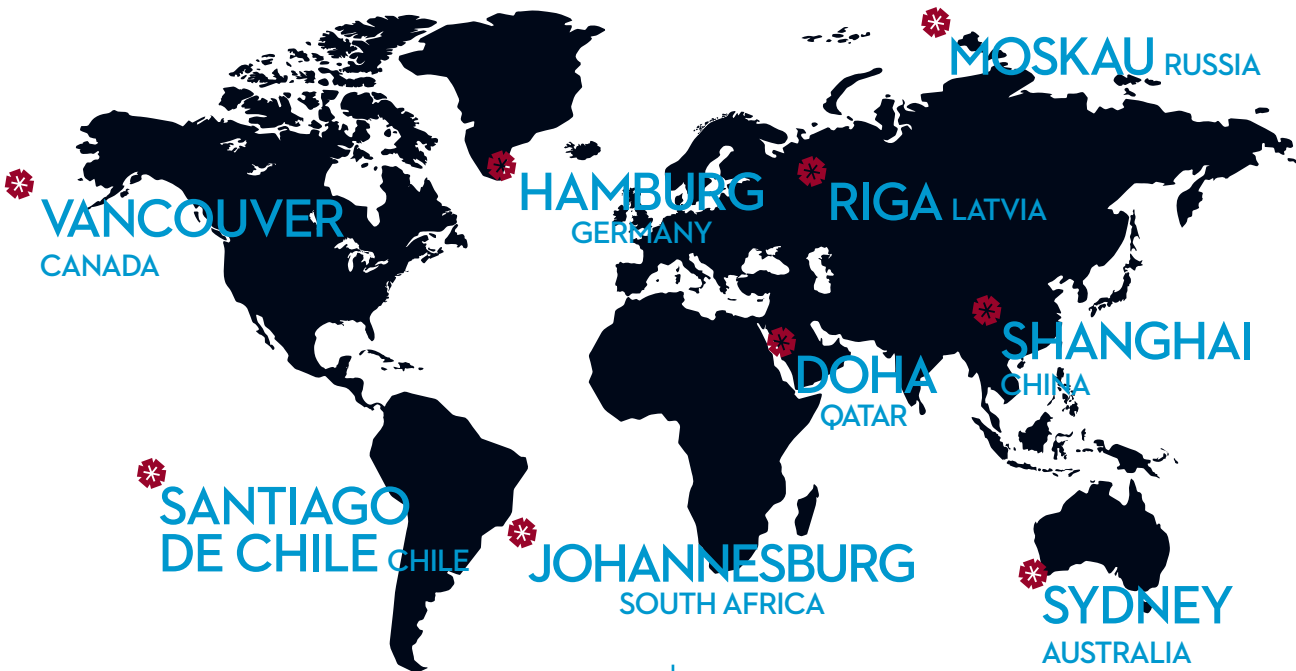 MOSKAU RUSSIA
HAMBURG
GERMANY
RIGA LATVIA
VANCOUVER
CANADA
SHANGHAI
CHINA
DOHA
QATAR
SANTIAGO
DE CHILE CHILE
JOHANNESBURG
SOUTH AFRICA
SYDNEY
AUSTRALIA